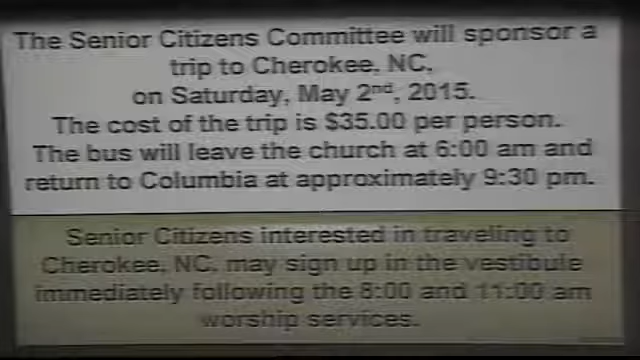 The Senior Citizens Committee will sponsor a
trip to Cherokee, NC,
on Saturday, May 2nd, 2015.
The cost of the trip is $35.00 per person.
The bus will leave the church at 6:00 am and
return to Columbia at approximately 9:30 pm.
Senior Citizens interested in traveling to
Cherokee, NC, may sign up in the vestibule
immediately following the 8:00 and 11:00 am
worship services.